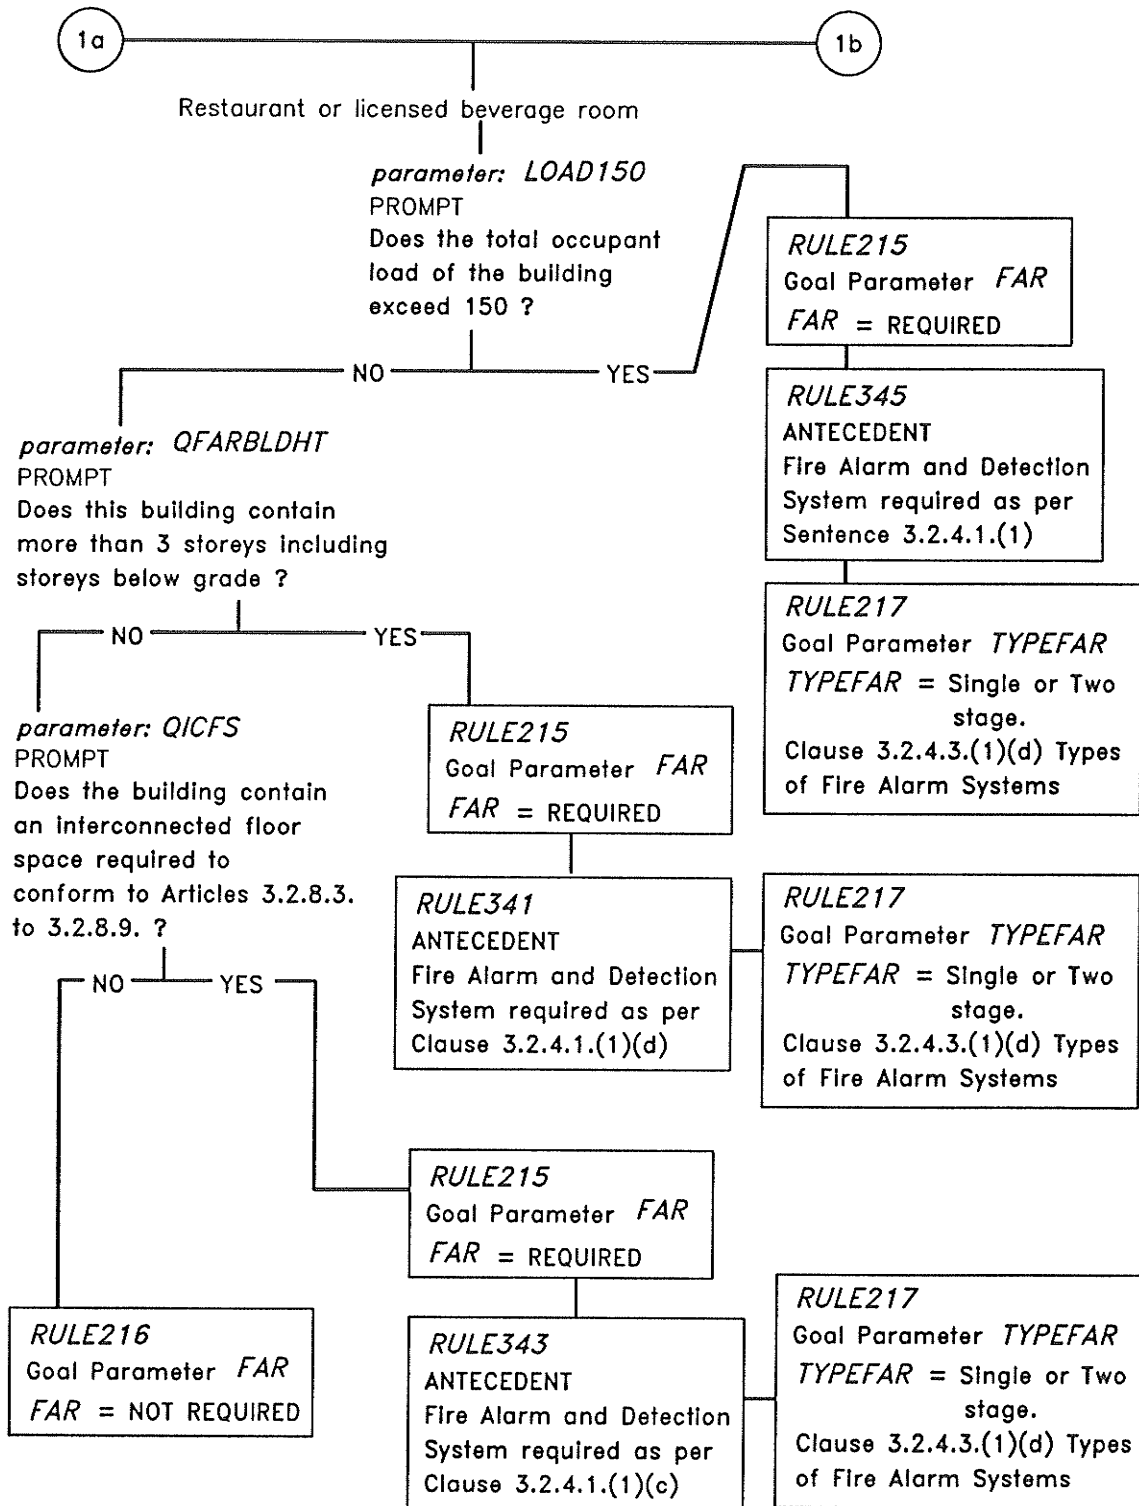 1a
1b
Restaurant or licensed beverage room
parameter: LOAD150
PROMPT
Does the total occupant
load of the building
exceed 150 ?
NO
YES
RULE215
Goal Parameter FAR
FAR = REQUIRED
RULE345
ANTECEDENT
Fire Alarm and Detection
System required as per
Sentence 3.2.4.1.(1)
RULE217
Goal Parameter TYPEFAR
TYPEFAR = Single or Two
stage.
Clause 3.2.4.3.(1)(d) Types
of Fire Alarm Systems
parameter: QFARBLDHT
PROMPT
Does this building contain
more than 3 storeys including
storeys below grade ?
NO
YES
RULE215
Goal Parameter FAR
FAR = REQUIRED
RULE341
ANTECEDENT
Fire Alarm and Detection
System required as per
Clause 3.2.4.1.(1)(d)
RULE217
Goal Parameter TYPEFAR
TYPEFAR = Single or Two
stage.
Clause 3.2.4.3.(1)(d) Types
of Fire Alarm Systems
parameter: QICFS
PROMPT
Does the building contain
an interconnected floor
space required to
conform to Articles 3.2.8.3.
to 3.2.8.9. ?
NO
YES
RULE215
Goal Parameter FAR
FAR = REQUIRED
RULE343
ANTECEDENT
Fire Alarm and Detection
System required as per
Clause 3.2.4.1.(1)(c)
RULE217
Goal Parameter TYPEFAR
TYPEFAR = Single or Two
stage.
Clause 3.2.4.3.(1)(d) Types
of Fire Alarm Systems
RULE216
Goal Parameter FAR
FAR = NOT REQUIRED